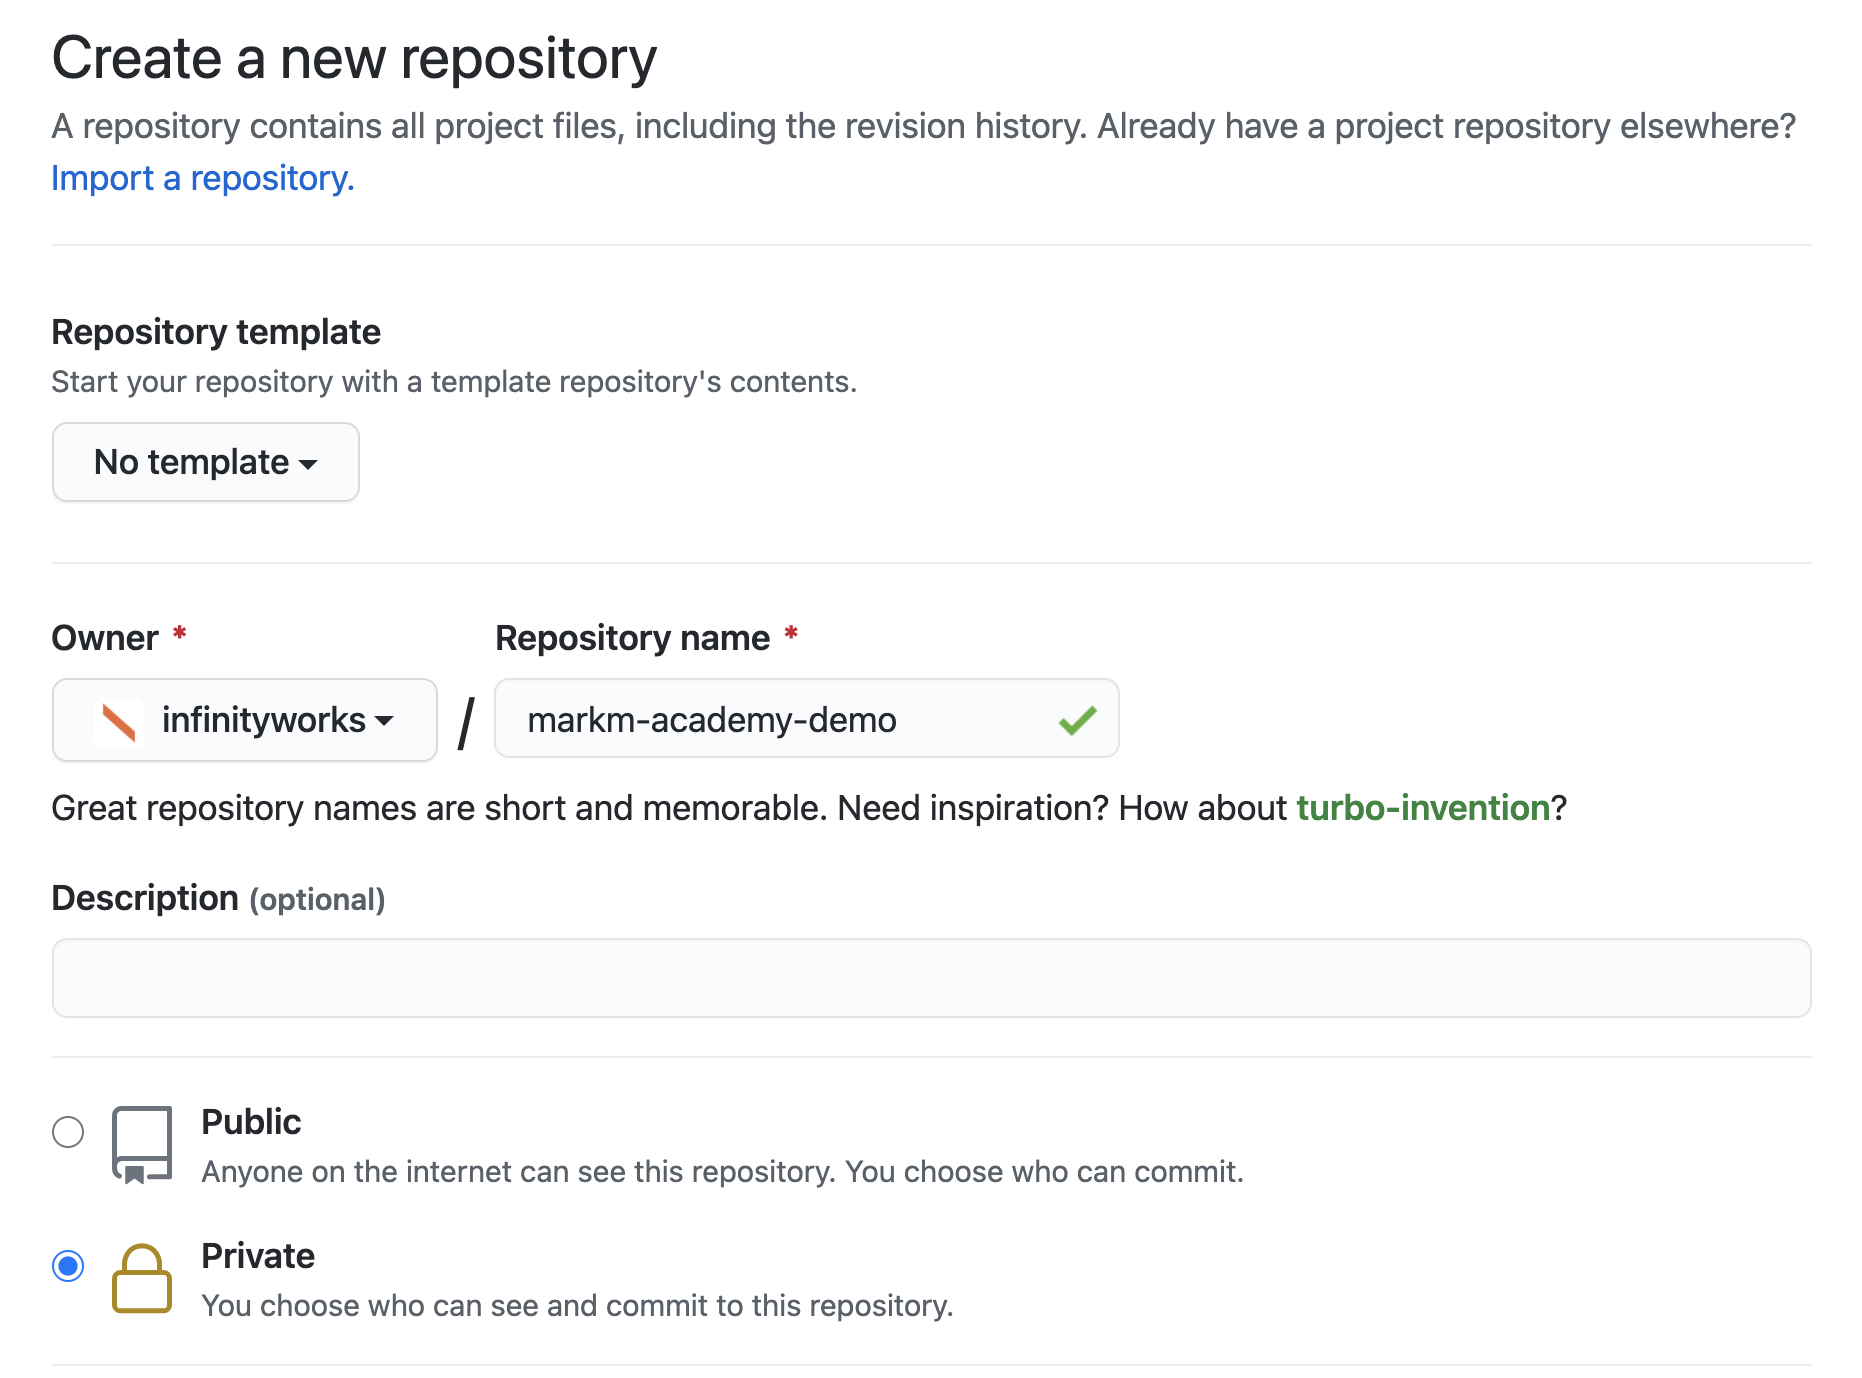 Create a new repository
A repository contains all project files, including the revision history. Already have a project repository elsewhere?
Import a repository.
Repository template
Start your repository with a template repository's contents.
No template
Owner *
Repository name *
infinityworks / markm-academy-demo
Great repository names are short and memorable. Need inspiration? How about turbo-invention?
Description (optional)
Public
Anyone on the internet can see this repository. You choose who can commit.
Private
You choose who can see and commit to this repository.